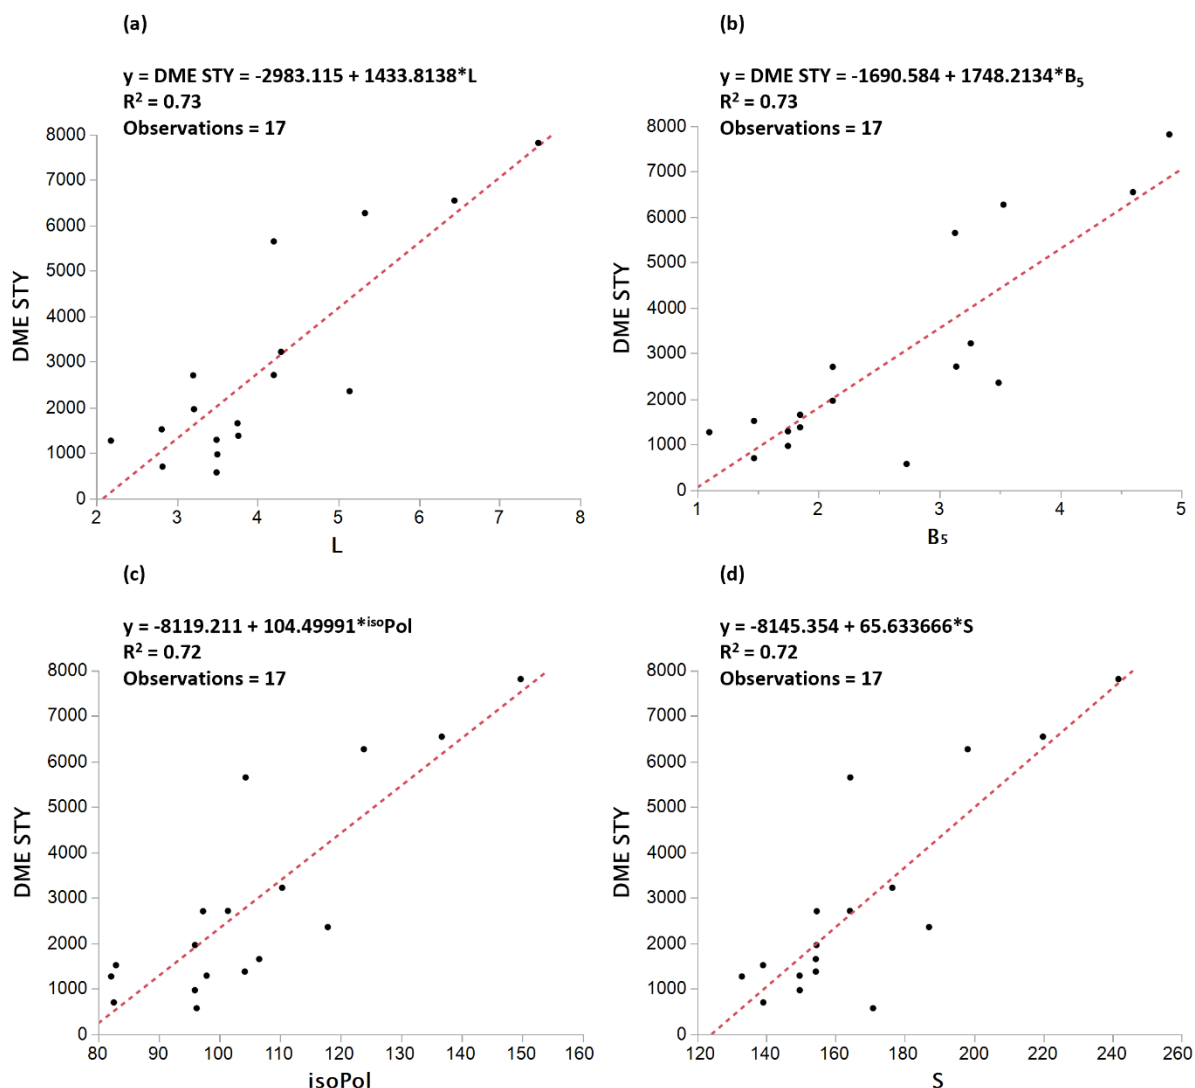 (a)
y = DME STY = -2983.115 + 1433.8138*L
R² = 0.73
Observations = 17
8000
7000
6000
5000
4000
3000
2000
1000
0
DME STY
2 3 4 5 6 7 8
L
(b)
y = DME STY = -1690.584 + 1748.2134*B₅
R² = 0.73
Observations = 17
8000
7000
6000
5000
4000
3000
2000
1000
0
DME STY
1 2 3 4 5
B₅
(c)
y = -8119.211 + 104.49991*ⁱˢᵒPol
R² = 0.72
Observations = 17
8000
7000
6000
5000
4000
3000
2000
1000
0
DME STY
80 90 100 110 120 130 140 150 160
isoPol
(d)
y = -8145.354 + 65.633666*S
R² = 0.72
Observations = 17
8000
7000
6000
5000
4000
3000
2000
1000
0
DME STY
120 140 160 180 200 220 240 260
S